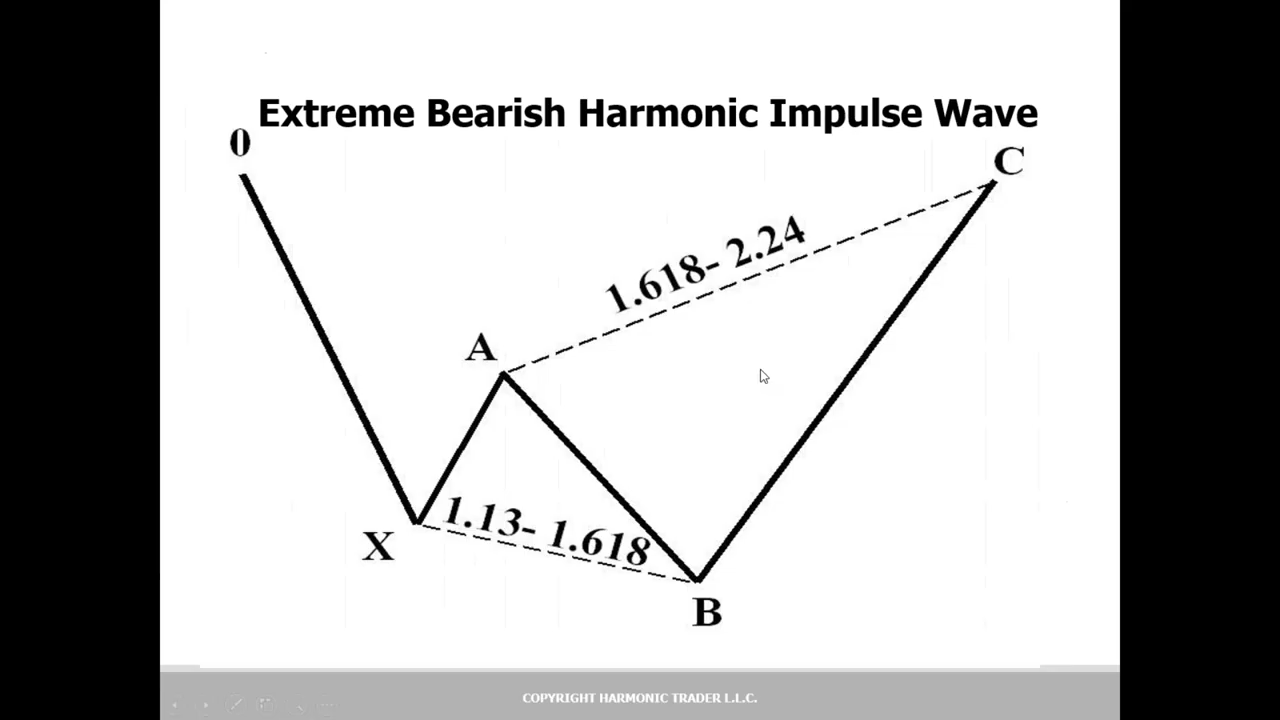 Extreme Bearish Harmonic Impulse Wave
0
C
1.618- 2.24
A
1.13- 1.618
X
B
COPYRIGHT HARMONIC TRADER L.L.C.